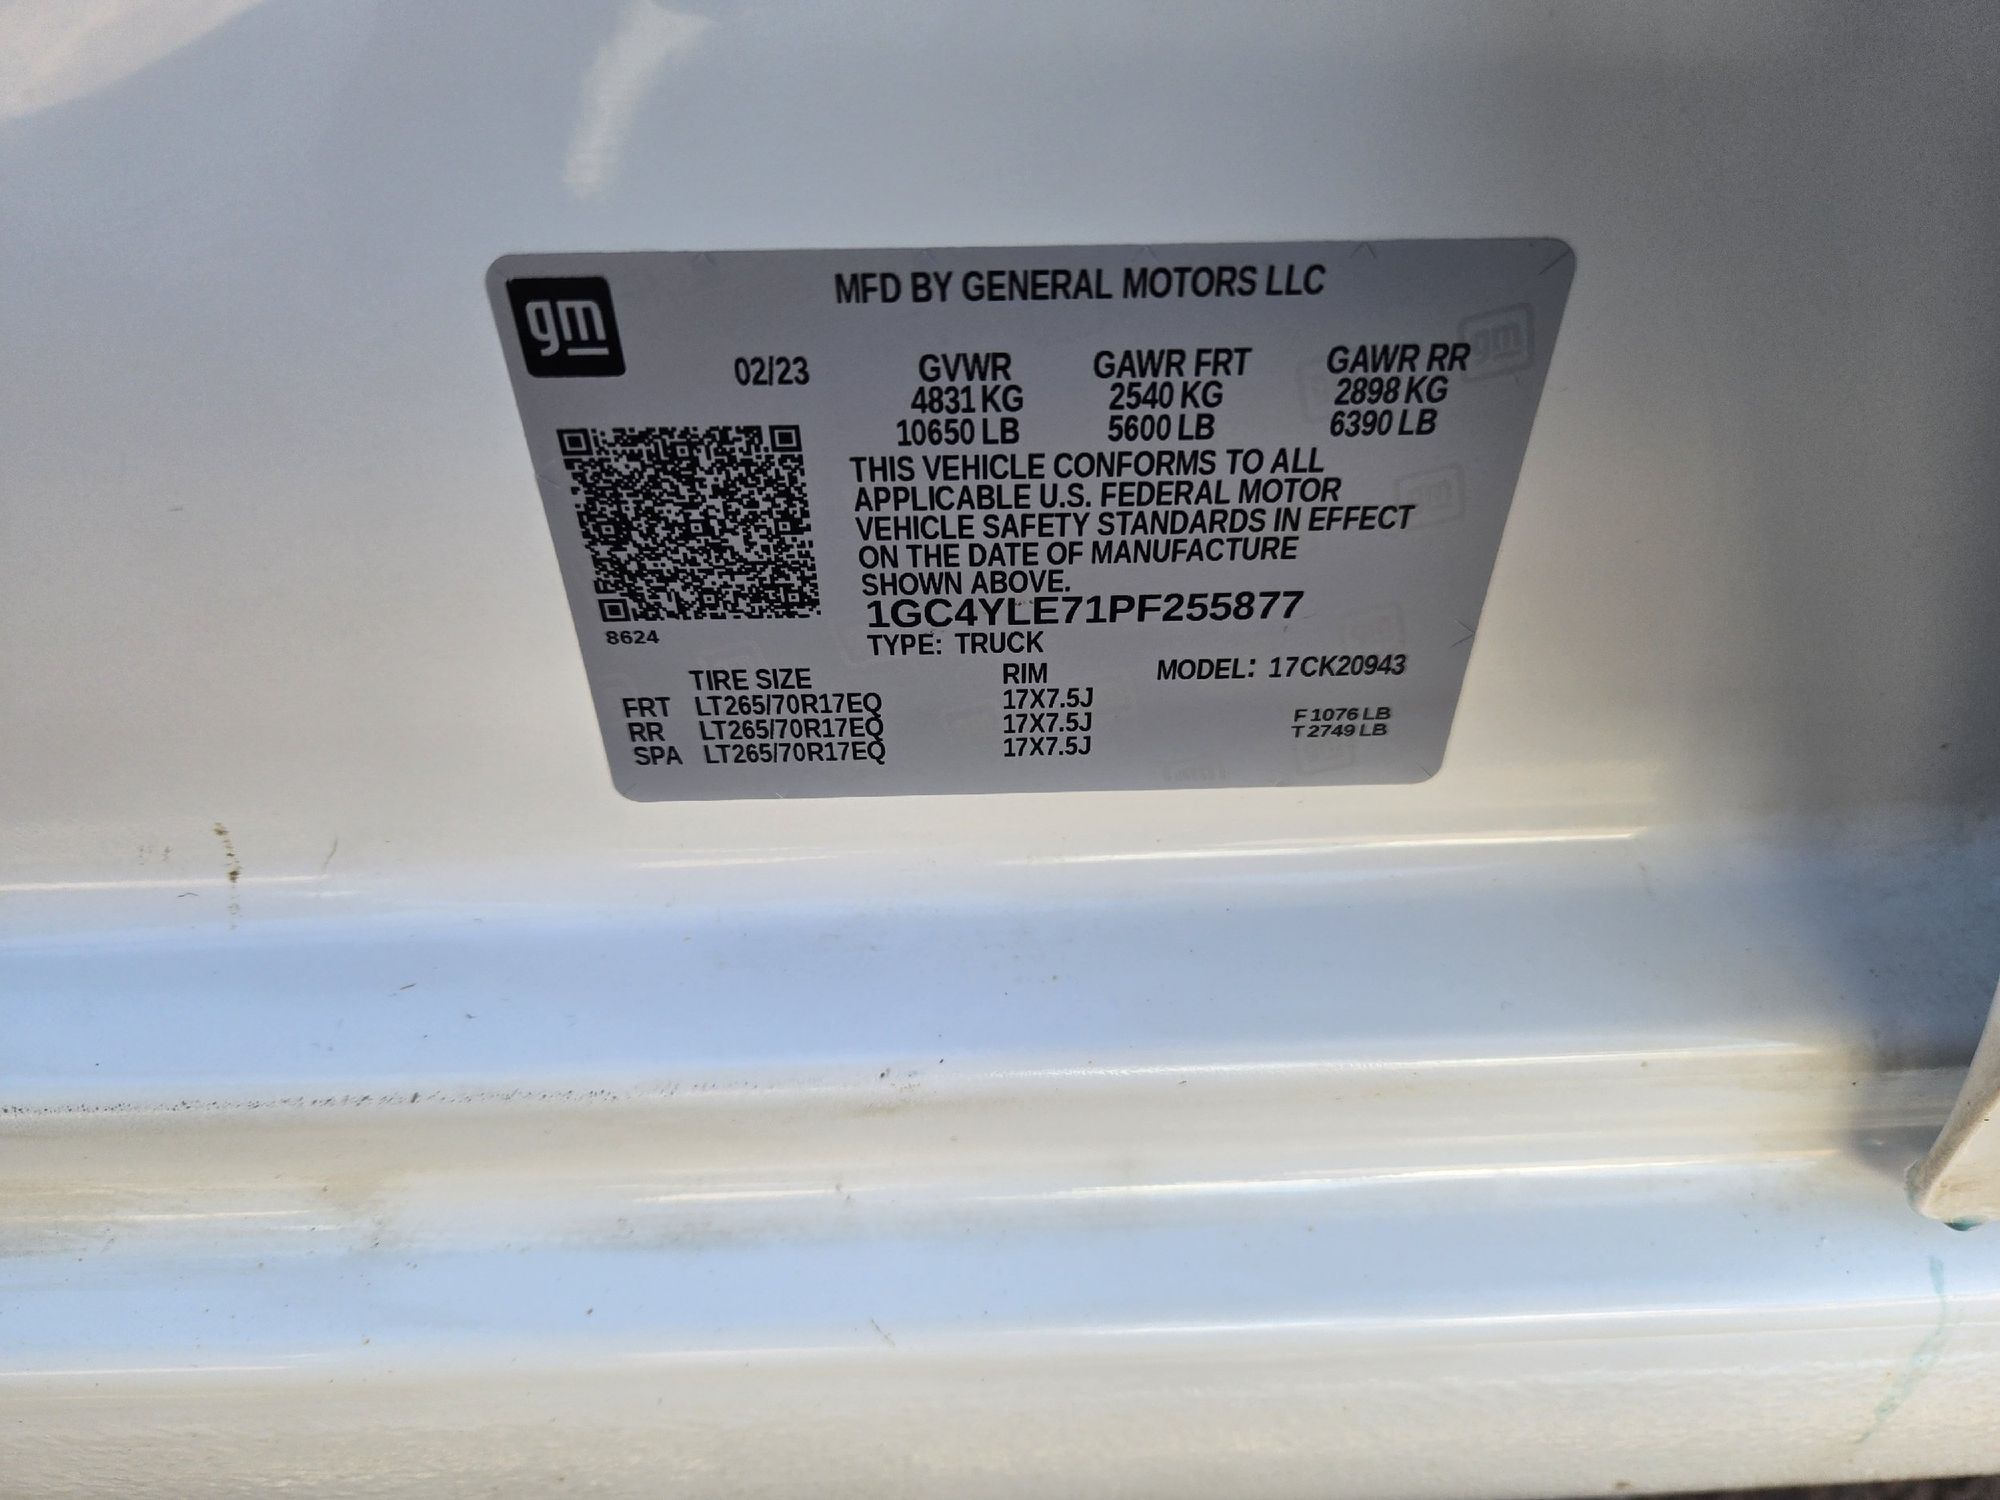 gm
MFD BY GENERAL MOTORS LLC
02/23 GVWR GAWR FRT GAWR RR
4831 KG 2540 KG 2898 KG
10650 LB 5600 LB 6390 LB
THIS VEHICLE CONFORMS TO ALL
APPLICABLE U.S. FEDERAL MOTOR
VEHICLE SAFETY STANDARDS IN EFFECT
ON THE DATE OF MANUFACTURE
SHOWN ABOVE.
1GC4YLE71PF255877
8624
TYPE: TRUCK
TIRE SIZE RIM MODEL: 17CK20943
FRT LT265/70R17EQ 17X7.5J
RR LT265/70R17EQ 17X7.5J
SPA LT265/70R17EQ 17X7.5J
F 1076 LB
T 2749 LB